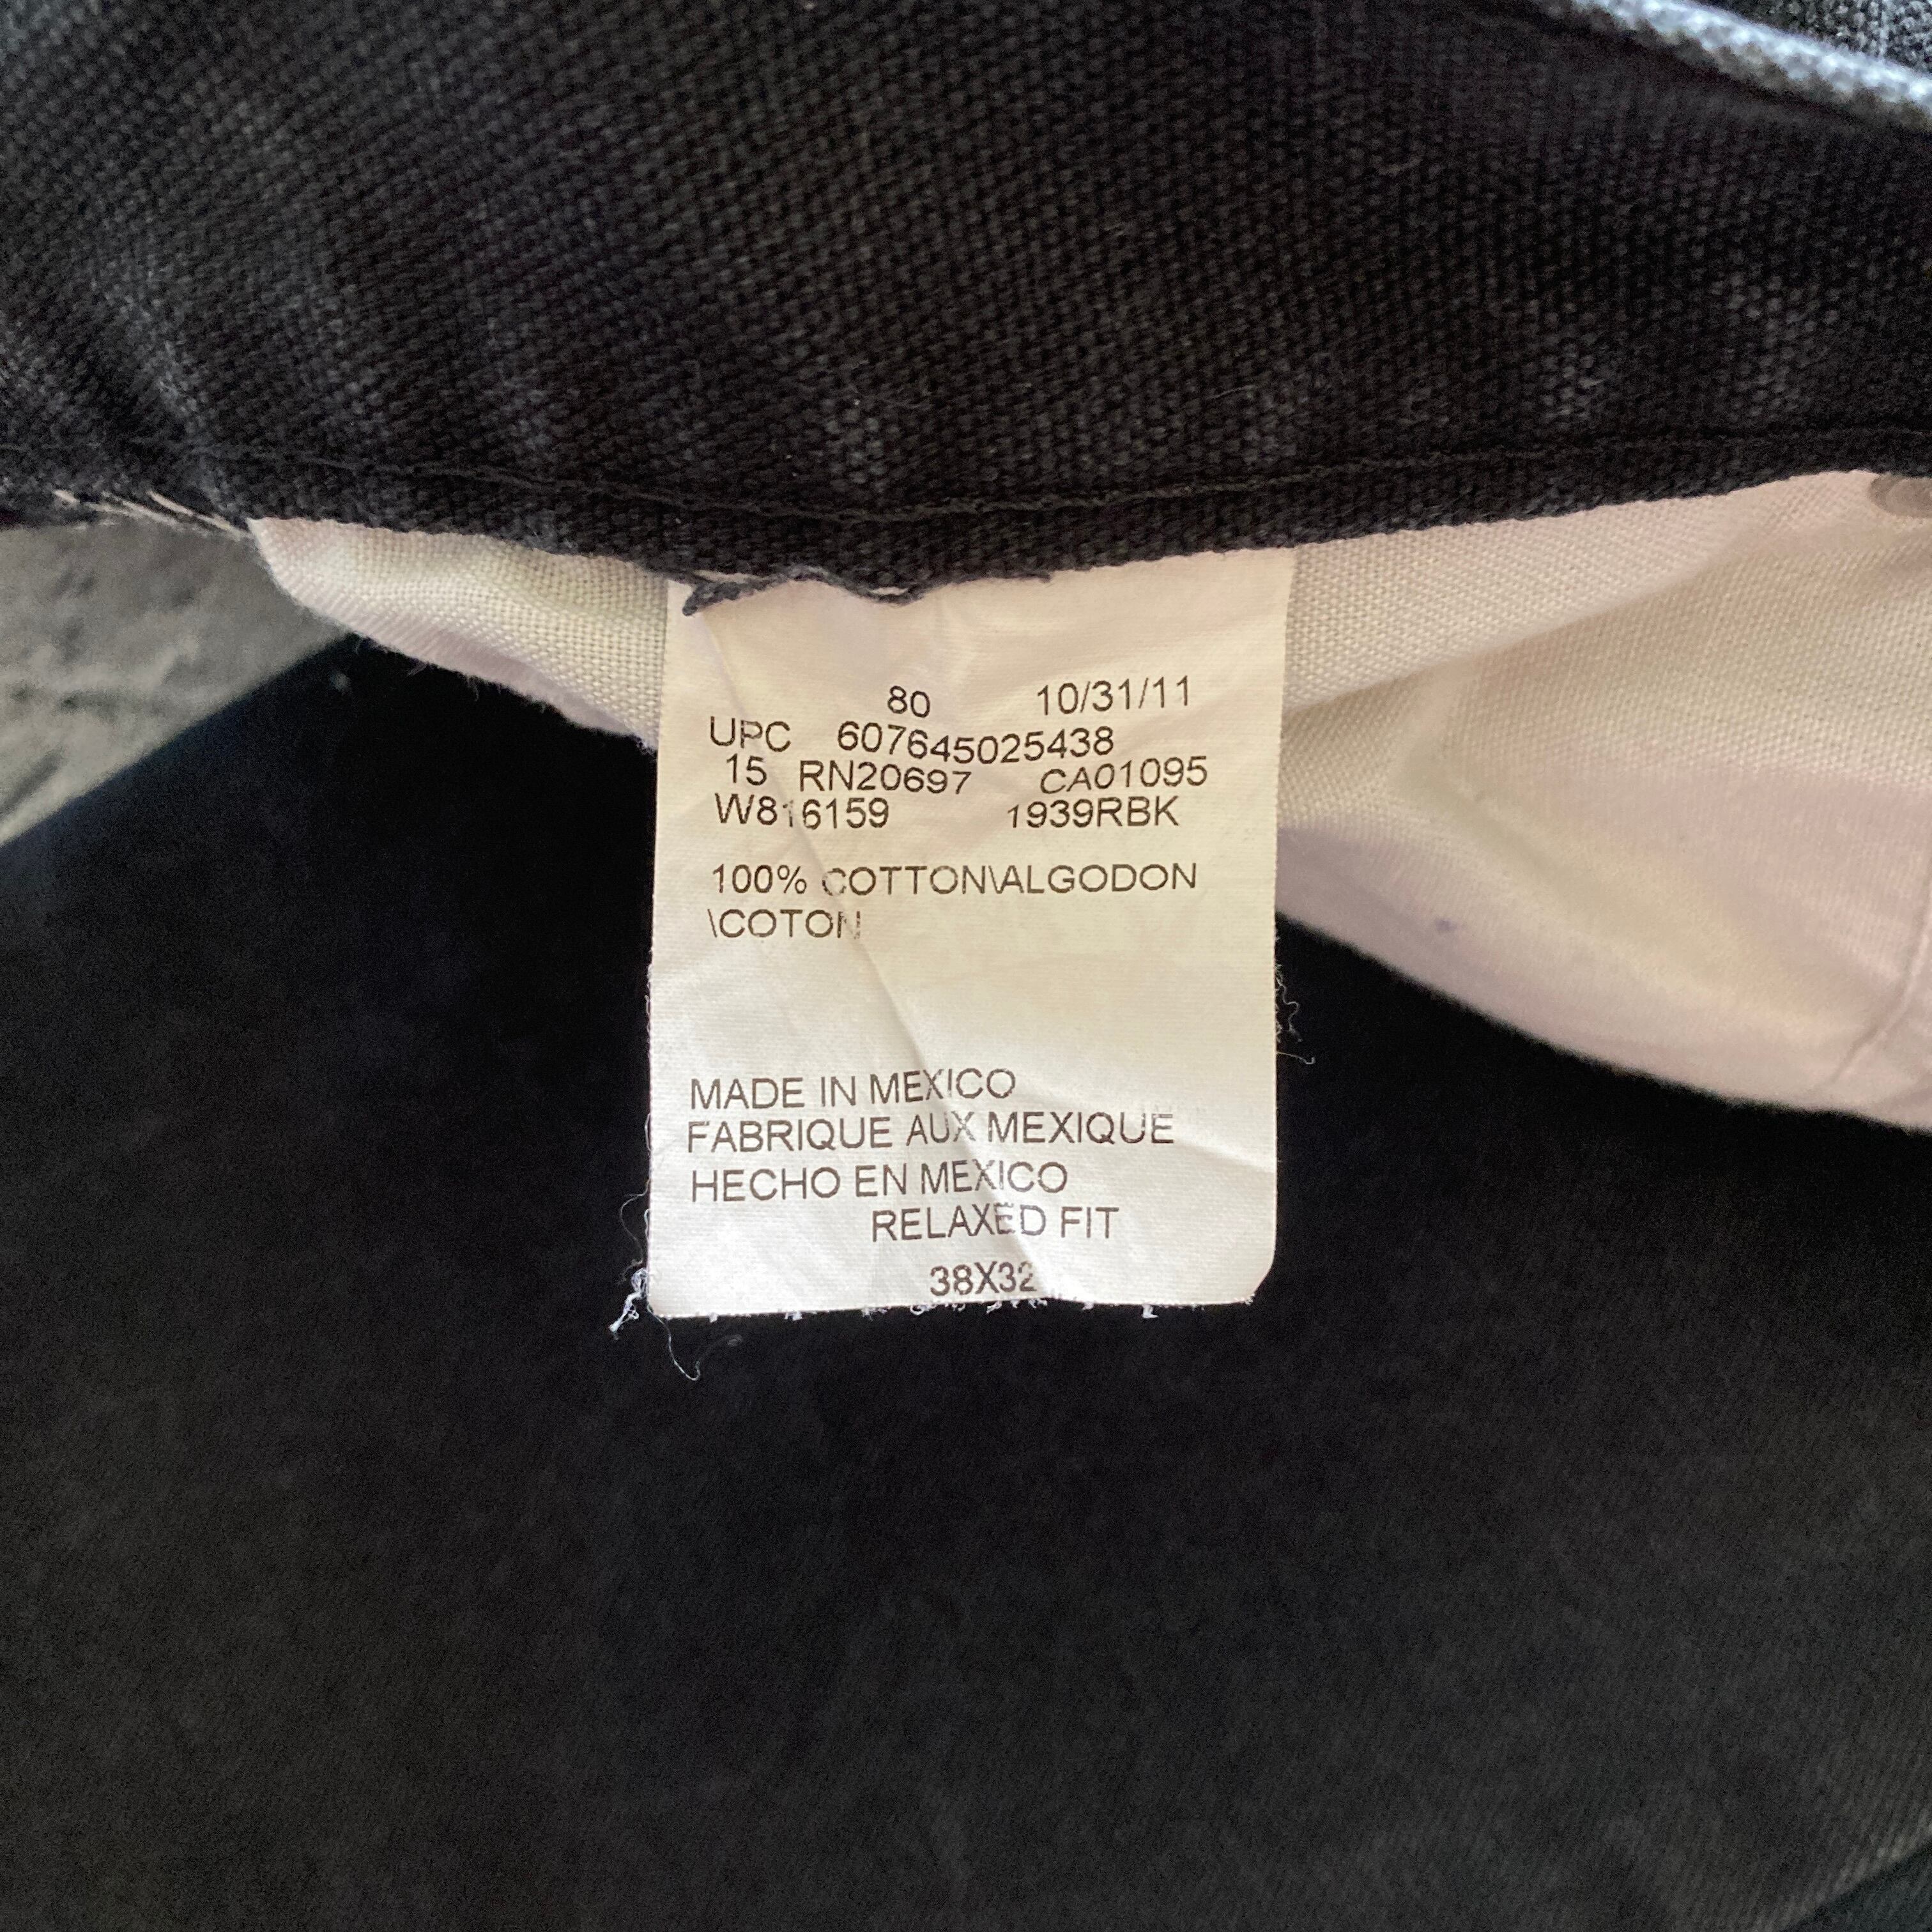 80 10/31/11
UPC 607645025438
15 RN20697 CA01095
W816159 1939RBK
100% COTTON\ALGODON
\COTON
MADE IN MEXICO
FABRIQUE AUX MEXIQUE
HECHO EN MEXICO
RELAXED FIT
38X32